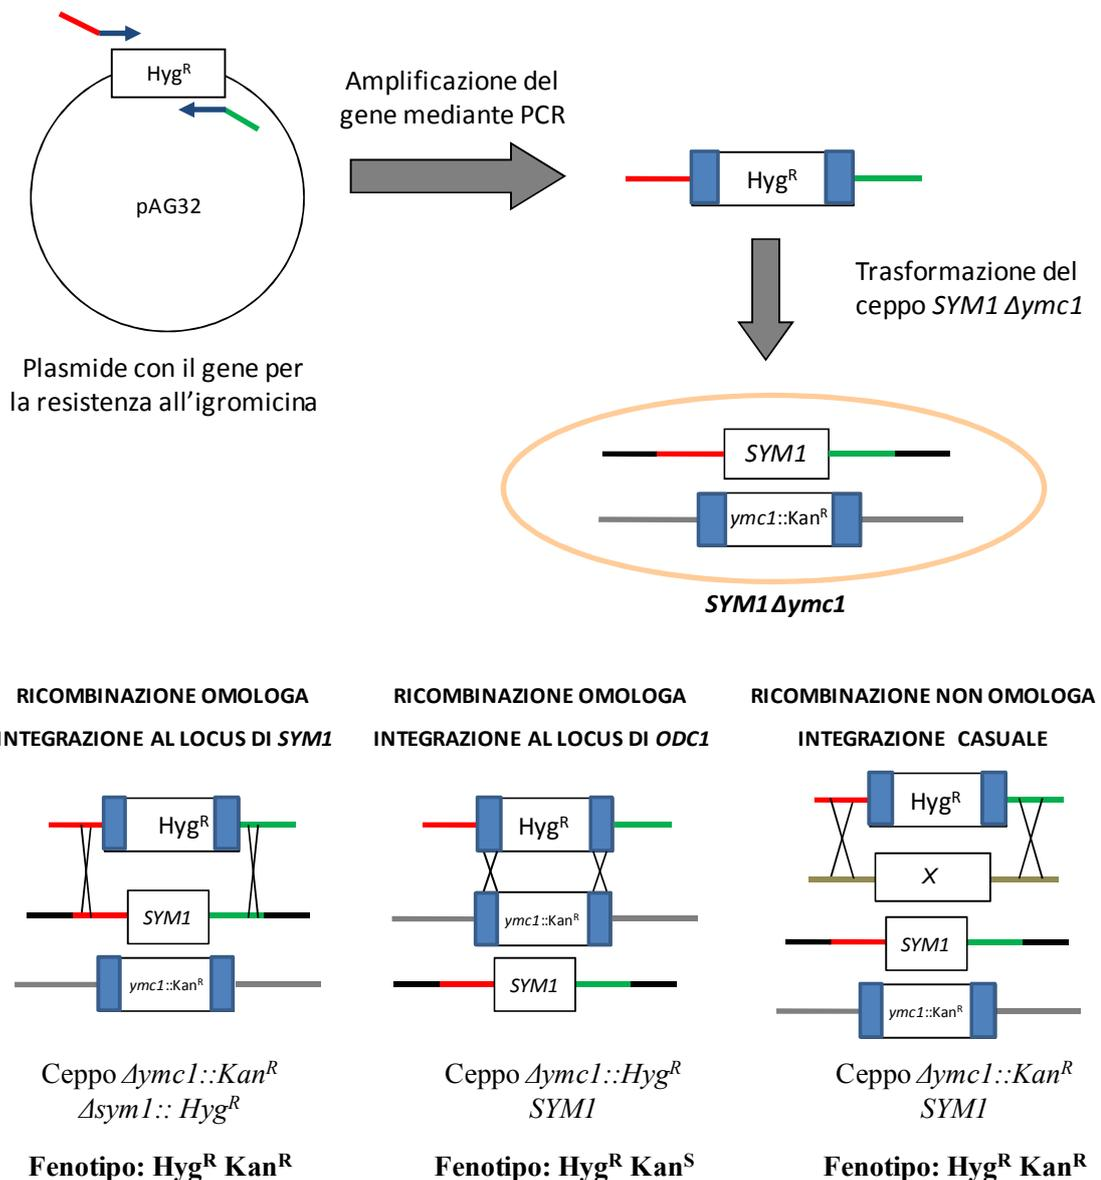 Hygᴿ
pAG32
Plasmide con il gene per
la resistenza all'igromicina
Amplificazione del
gene mediante PCR
Hygᴿ
Trasformazione del
ceppo SYM1 Δymc1
SYM1
ymc1::Kanᴿ
SYM1 Δymc1
RICOMBINAZIONE OMOLOGA
INTEGRAZIONE AL LOCUS DI SYM1
Hygᴿ
SYM1
ymc1::Kanᴿ
Ceppo Δymc1::Kanᴿ
Δsym1:: Hygᴿ
Fenotipo: Hygᴿ Kanᴿ
RICOMBINAZIONE OMOLOGA
INTEGRAZIONE AL LOCUS DI ODC1
Hygᴿ
ymc1::Kanᴿ
SYM1
Ceppo Δymc1::Hygᴿ
SYM1
Fenotipo: Hygᴿ Kanˢ
RICOMBINAZIONE NON OMOLOGA
INTEGRAZIONE CASUALE
Hygᴿ
X
SYM1
ymc1::Kanᴿ
Ceppo Δymc1::Kanᴿ
SYM1
Fenotipo: Hygᴿ Kanᴿ